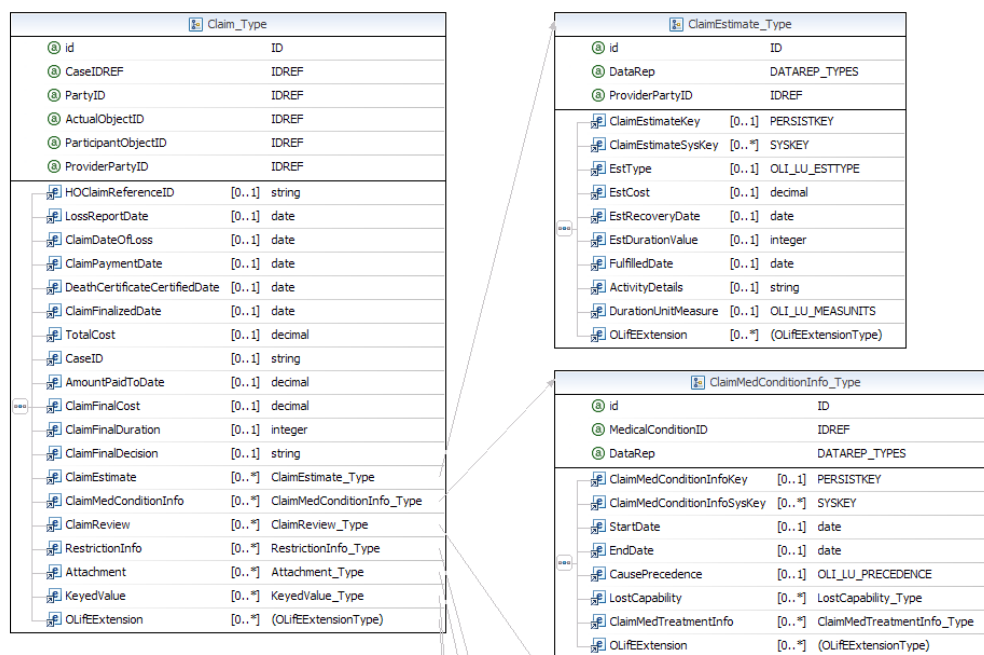 Claim_Type
id ID
CaseIDREF IDREF
PartyID IDREF
ActualObjectID IDREF
ParticipantObjectID IDREF
ProviderPartyID IDREF
HOClaimReferenceID [0..1] string
LossReportDate [0..1] date
ClaimDateOfLoss [0..1] date
ClaimPaymentDate [0..1] date
DeathCertificateCertifiedDate [0..1] date
ClaimFinalizedDate [0..1] date
TotalCost [0..1] decimal
CaseID [0..1] string
AmountPaidToDate [0..1] decimal
ClaimFinalCost [0..1] decimal
ClaimFinalDuration [0..1] integer
ClaimFinalDecision [0..1] string
ClaimEstimate [0..*] ClaimEstimate_Type
ClaimMedConditionInfo [0..*] ClaimMedConditionInfo_Type
ClaimReview [0..*] ClaimReview_Type
RestrictionInfo [0..*] RestrictionInfo_Type
Attachment [0..*] Attachment_Type
KeyedValue [0..*] KeyedValue_Type
OLifEExtension [0..*] (OLifEExtensionType)
ClaimEstimate_Type
id ID
DataRep DATAREP_TYPES
ProviderPartyID IDREF
ClaimEstimateKey [0..1] PERSISTKEY
ClaimEstimateSysKey [0..*] SYSKEY
EstType [0..1] OLI_LU_ESTTYPE
EstCost [0..1] decimal
EstRecoveryDate [0..1] date
EstDurationValue [0..1] integer
FulfilledDate [0..1] date
ActivityDetails [0..1] string
DurationUnitMeasure [0..1] OLI_LU_MEASUNITS
OLifEExtension [0..*] (OLifEExtensionType)
ClaimMedConditionInfo_Type
id ID
MedicalConditionID IDREF
DataRep DATAREP_TYPES
ClaimMedConditionInfoKey [0..1] PERSISTKEY
ClaimMedConditionInfoSysKey [0..*] SYSKEY
StartDate [0..1] date
EndDate [0..1] date
CausePrecedence [0..1] OLI_LU_PRECEDENCE
LostCapability [0..*] LostCapability_Type
ClaimMedTreatmentInfo [0..*] ClaimMedTreatmentInfo_Type
OLifEExtension [0..*] (OLifEExtensionType)